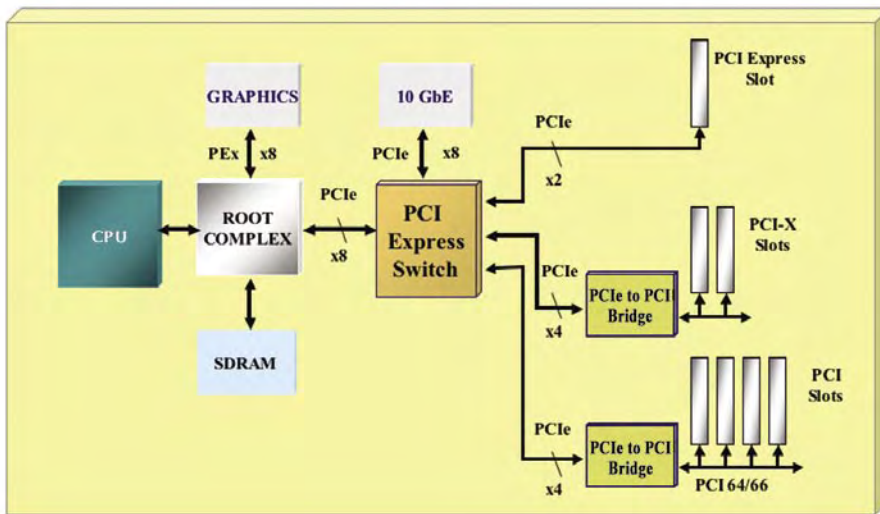 GRAPHICS
10 GbE
PCI Express
Slot
PEx x8
PCIe x8
PCIe
x2
CPU
ROOT
COMPLEX
PCIe
x8
PCI
Express
Switch
SDRAM
PCI-X
Slots
PCIe
x4
PCIe to PCI
Bridge
PCI
Slots
PCIe
x4
PCIe to PCI
Bridge
PCI 64/66